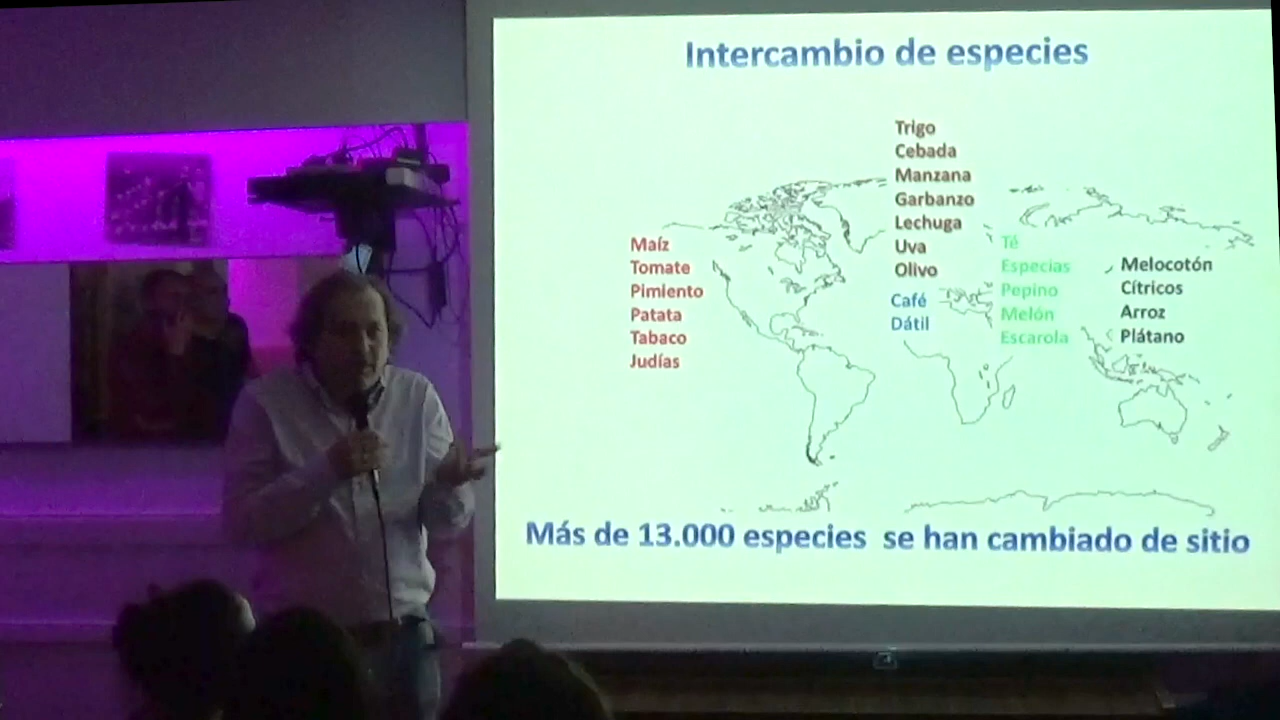 Intercambio de especies
Trigo
Cebada
Manzana
Garbanzo
Lechuga
Uva
Olivo
Café
Dátil
Maíz
Tomate
Pimiento
Patata
Tabaco
Judías
Té
Especias
Pepino
Melón
Escarola
Melocotón
Cítricos
Arroz
Plátano
Más de 13.000 especies se han cambiado de sitio